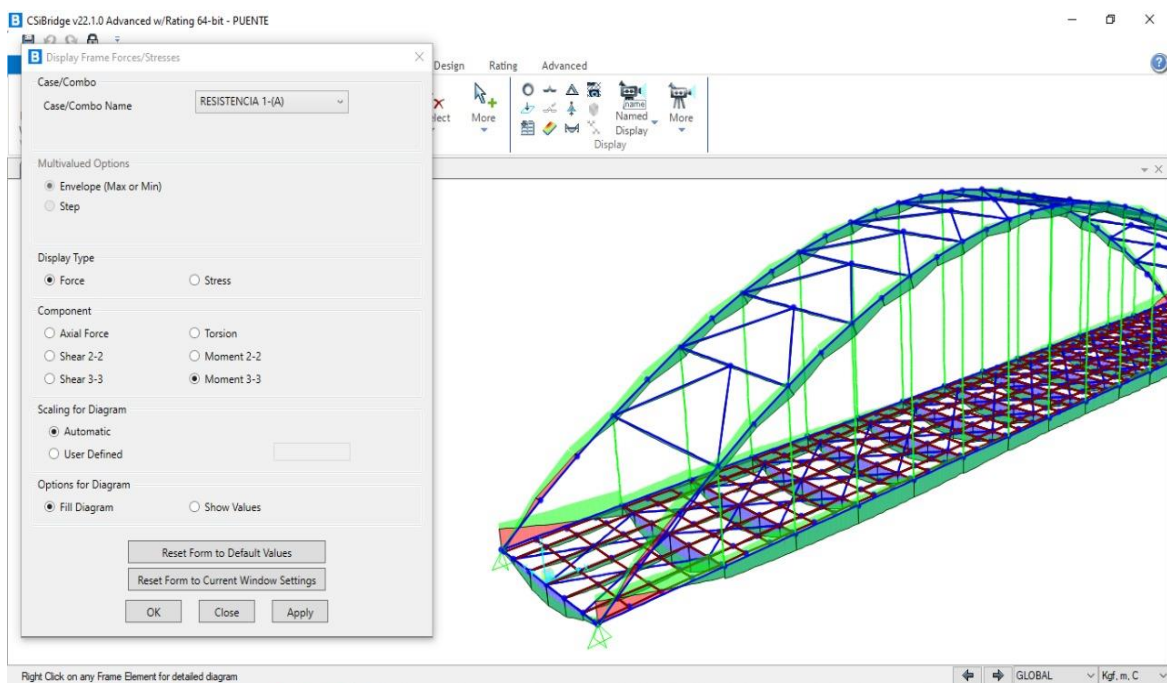 CSiBridge v22.1.0 Advanced w/Rating 64-bit - PUENTE
Display Frame Forces/Stresses
Design Rating Advanced
Case/Combo
Case/Combo Name RESISTENCIA 1-(A)
More
name
Named Display
More
Display
Multivalued Options
Envelope (Max or Min)
Step
Display Type
Force Stress
Component
Axial Force Torsion
Shear 2-2 Moment 2-2
Shear 3-3 Moment 3-3
Scaling for Diagram
Automatic
User Defined
Options for Diagram
Fill Diagram Show Values
Reset Form to Default Values
Reset Form to Current Window Settings
OK Close Apply
Right Click on any Frame Element for detailed diagram
GLOBAL Kgf, m, C